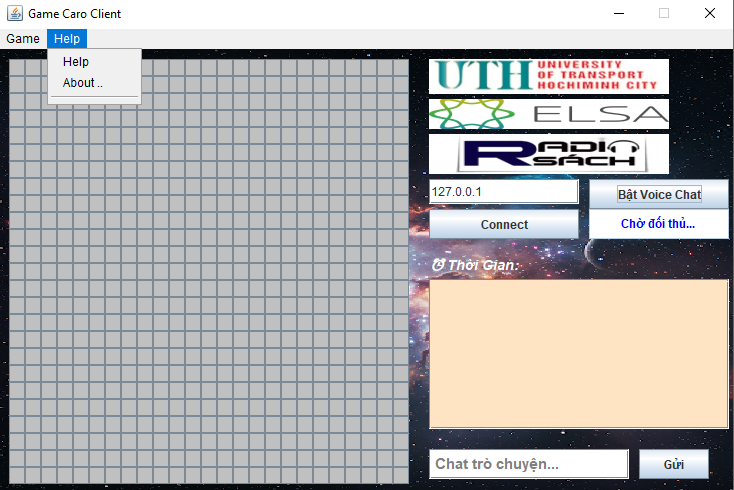 Game Caro Client
Game Help
Help
About ..
UTH UNIVERSITY
OF TRANSPORT
HOCHIMINH CITY
ELSA
RADIO
SÁCH
127.0.0.1
Bật Voice Chat
Connect
Chờ đối thủ...
⏰ Thời Gian:
Chat trò chuyện...
Gửi